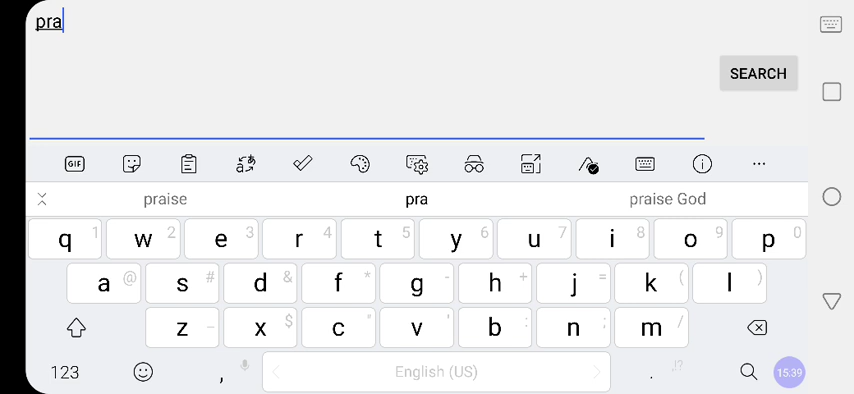 pra
SEARCH
GIF
praise pra praise God
q 1 w 2 e 3 r 4 t 5 y 6 u 7 i 8 o 9 p 0
a @ s # d & f * g - h + j = k ( l )
z _ x $ c " v ' b : n ; m /
123 , English (US) . ,!? 15:39